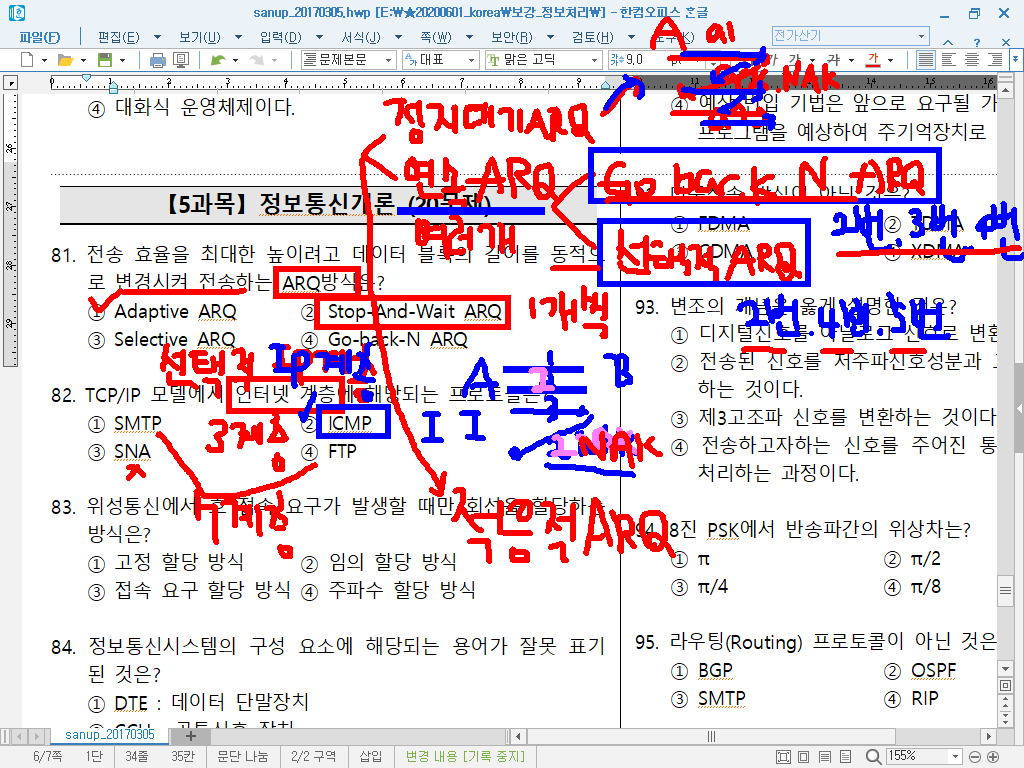 sanup_20170305.hwp [E:￦★20200601_korea￦보강_정보처리￦] - 한컴오피스 한글
파일(F) 편집(E) 보기(U) 입력(D) 서식(J) 쪽(W) 보안(B) 검토(H) 도구(K)
전가산기
문제본문 대표 맑은 고딕 9.0 pt
④ 대화식 운영체제이다.
【5과목】 정보통신개론 (20문제)
81. 전송 효율을 최대한 높이려고 데이터 블록의 길이를 동적으
로 변경시켜 전송하는 ARQ방식은?
① Adaptive ARQ ② Stop-And-Wait ARQ
③ Selective ARQ ④ Go-back-N ARQ
82. TCP/IP 모델에서 인터넷 계층에 해당되는 프로토콜은?
① SMTP ② ICMP
③ SNA ④ FTP
83. 위성통신에서 호 접속 요구가 발생할 때만 회선을 할당하는
방식은?
① 고정 할당 방식 ② 임의 할당 방식
③ 접속 요구 할당 방식 ④ 주파수 할당 방식
84. 정보통신시스템의 구성 요소에 해당되는 용어가 잘못 표기
된 것은?
① DTE : 데이터 단말장치
④ 예상 반입 기법은 앞으로 요구될 가
프로그램을 예상하여 주기억장치로
① FDMA
③ CDMA ④ XDMA
93. 변조의 개념을 옳게 설명한 것은?
① 디지털신호를 아날로그 신호로 변환
② 전송된 신호를 저주파신호성분과 고
하는 것이다.
③ 제3고조파 신호를 변환하는 것이다
④ 전송하고자하는 신호를 주어진 통
처리하는 과정이다.
94. 8진 PSK에서 반송파간의 위상차는?
① π ② π/2
③ π/4 ④ π/8
95. 라우팅(Routing) 프로토콜이 아닌 것은
① BGP ② OSPF
③ SMTP ④ RIP
정지대기ARQ
연속ARQ
여러개
Go back N ARQ
선택적ARQ
적응적ARQ
1개씩
선택적
IP계층
3계층
A B
NAK
A
NAK
2번. 4번. 5번
sanup_20170305
6/7쪽 1단 34줄 35칸 문단 나눔 2/2 구역 삽입 변경 내용 [기록 중지] 155%